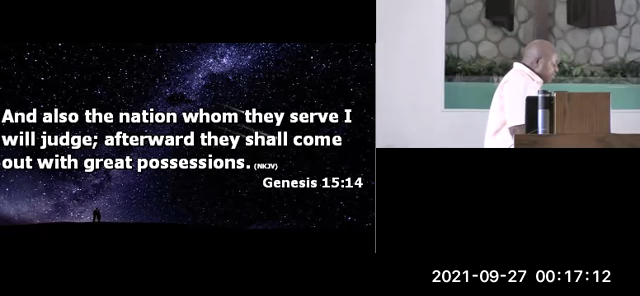 And also the nation whom they serve I
will judge; afterward they shall come
out with great possessions. (NKJV)
Genesis 15:14
2021-09-27 00:17:12